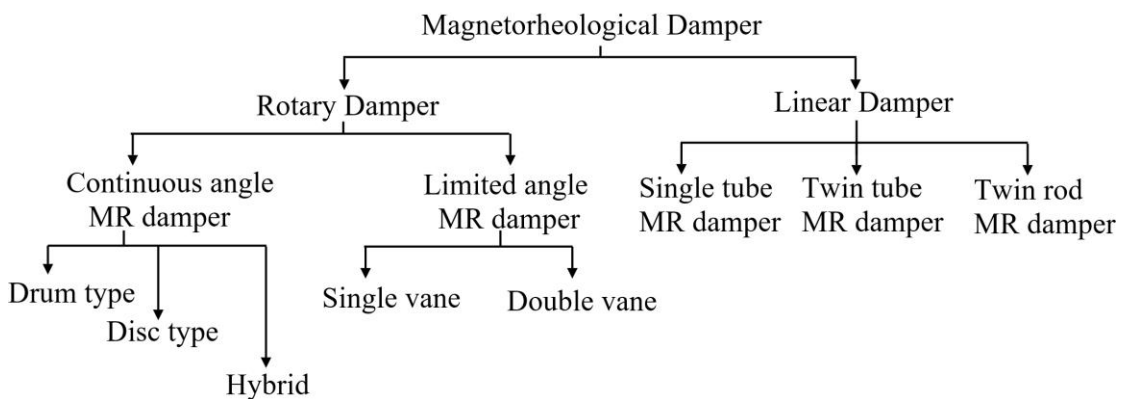 Magnetorheological Damper
Rotary Damper
Linear Damper
Continuous angle
MR damper
Limited angle
MR damper
Single tube
MR damper
Twin tube
MR damper
Twin rod
MR damper
Drum type
Disc type
Hybrid
Single vane
Double vane